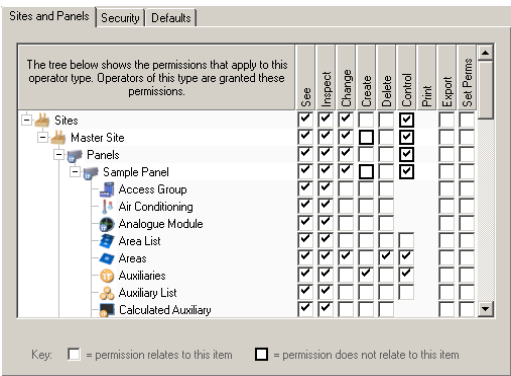 Sites and Panels Security Defaults
The tree below shows the permissions that apply to this
operator type. Operators of this type are granted these
permissions.
See Inspect Change Create Delete Control Print Export Set Perms
Sites
Master Site
Panels
Sample Panel
Access Group
Air Conditioning
Analogue Module
Area List
Areas
Auxiliaries
Auxiliary List
Calculated Auxiliary
Key: = permission relates to this item = permission does not relate to this item